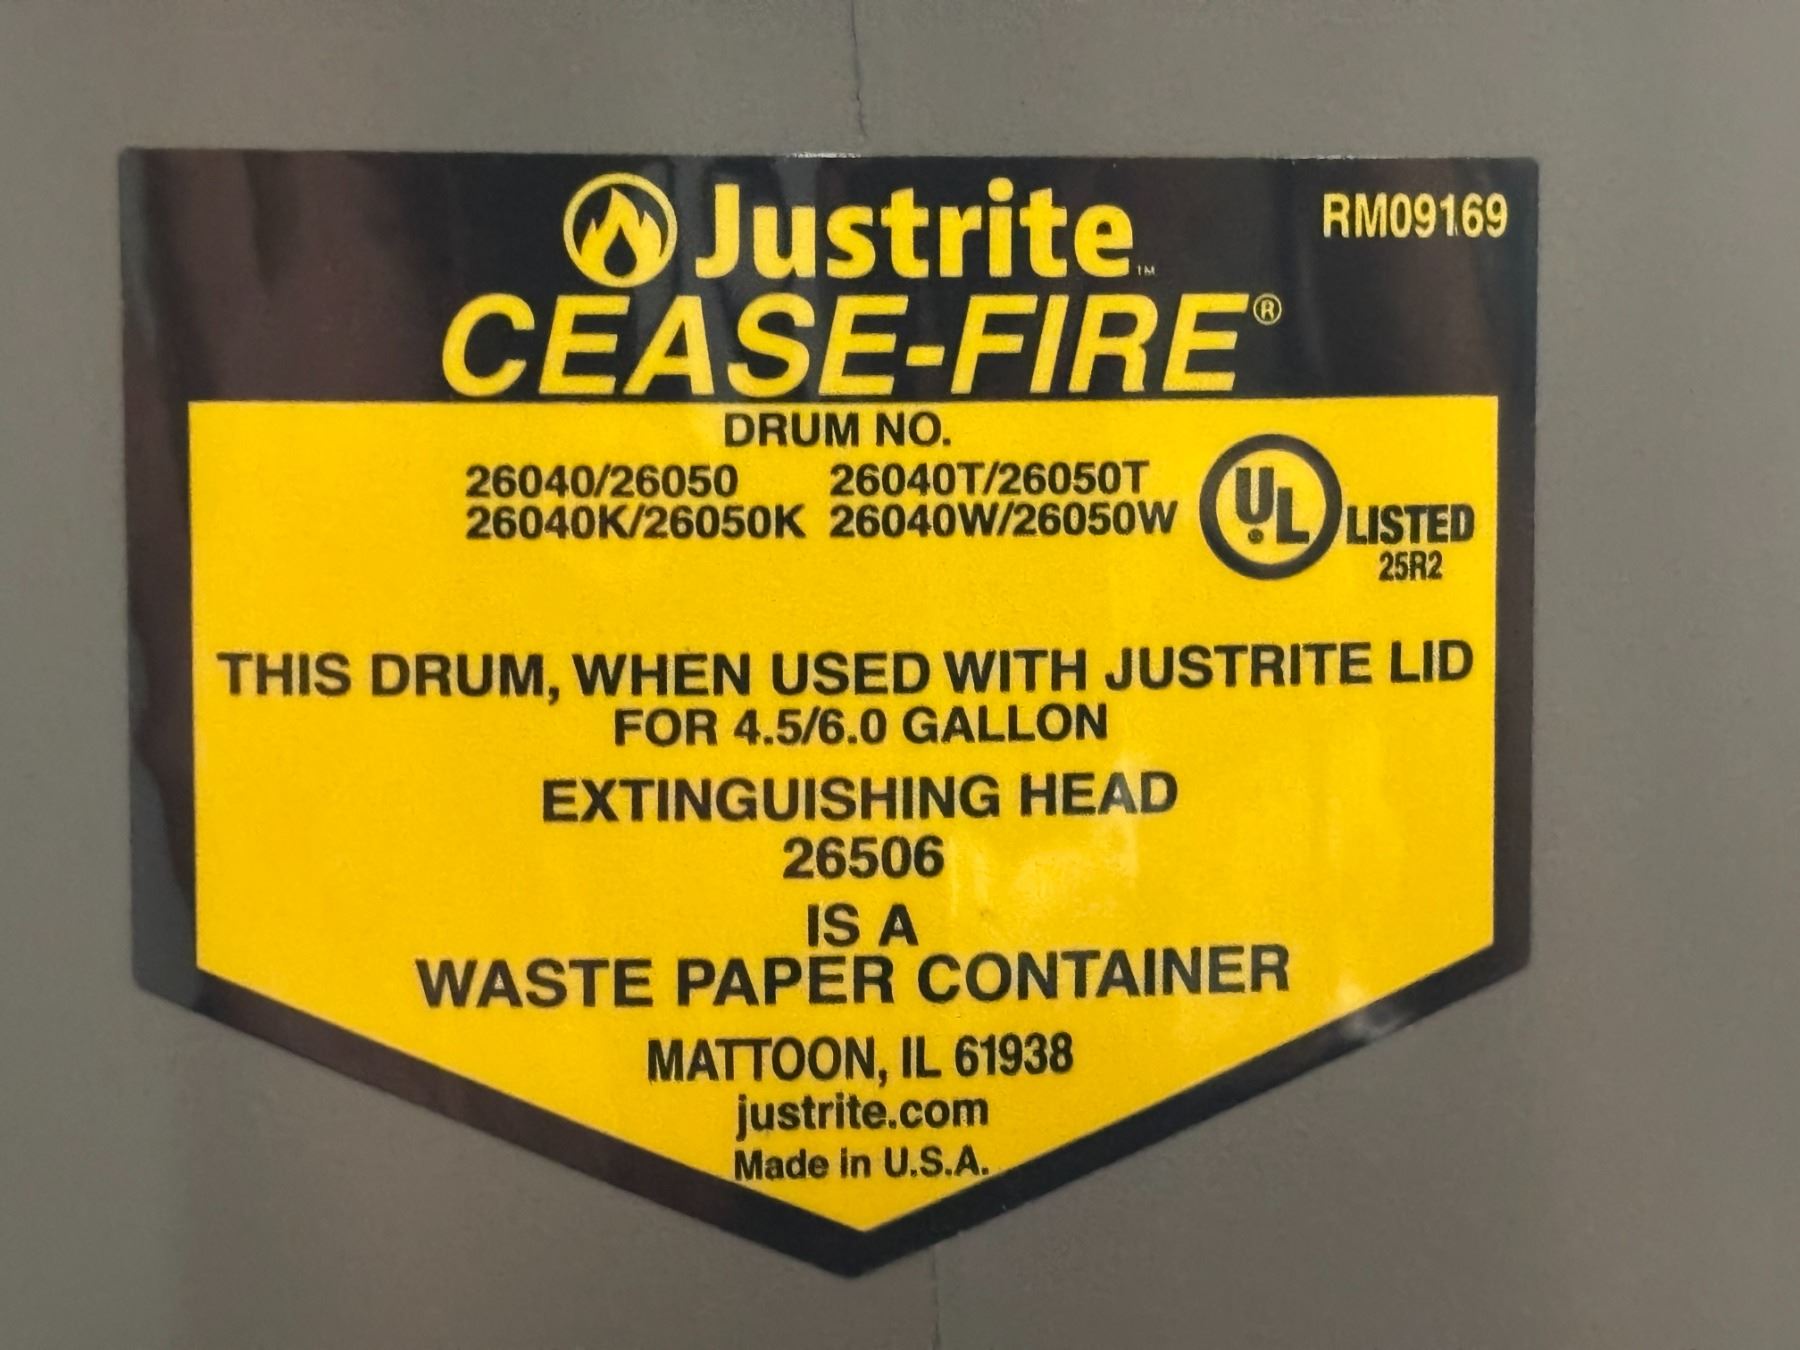 Justrite™
RM09169
CEASE-FIRE®
DRUM NO.
26040/26050 26040T/26050T
26040K/26050K 26040W/26050W
UL® LISTED
25R2
THIS DRUM, WHEN USED WITH JUSTRITE LID
FOR 4.5/6.0 GALLON
EXTINGUISHING HEAD
26506
IS A
WASTE PAPER CONTAINER
MATTOON, IL 61938
justrite.com
Made in U.S.A.